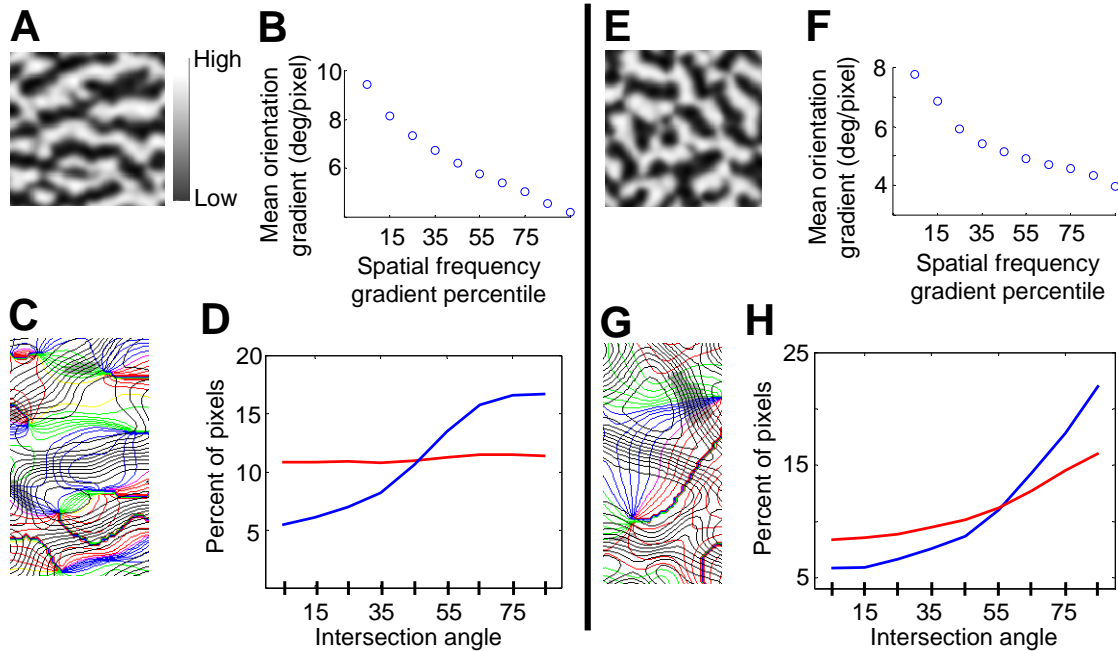 A
High
Low
B
Mean orientation
gradient (deg/pixel)
10
8
6
15 35 55 75
Spatial frequency
gradient percentile
C
D
Percent of pixels
20
15
10
5
15 35 55 75
Intersection angle
E
F
Mean orientation
gradient (deg/pixel)
8
6
4
15 35 55 75
Spatial frequency
gradient percentile
G
H
Percent of pixels
25
15
5
15 35 55 75
Intersection angle